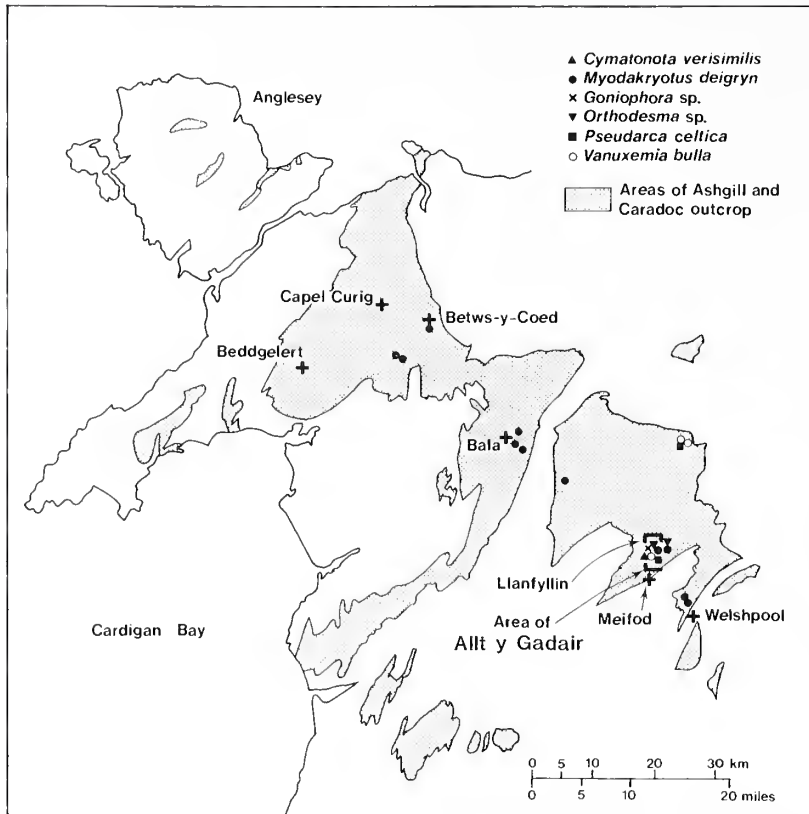 Anglesey
Cymatonota verisimilis
Myodakryotus deigryn
Goniophora sp.
Orthodesma sp.
Pseudarca celtica
Vanuxemia bulla
Areas of Ashgill and
Caradoc outcrop
Capel Curig
Betws-y-Coed
Beddgelert
Bala
Llanfyllin
Area of
Allt y Gadair
Meifod
Welshpool
Cardigan Bay
0 10 20 30 km
0 5 10 20 miles